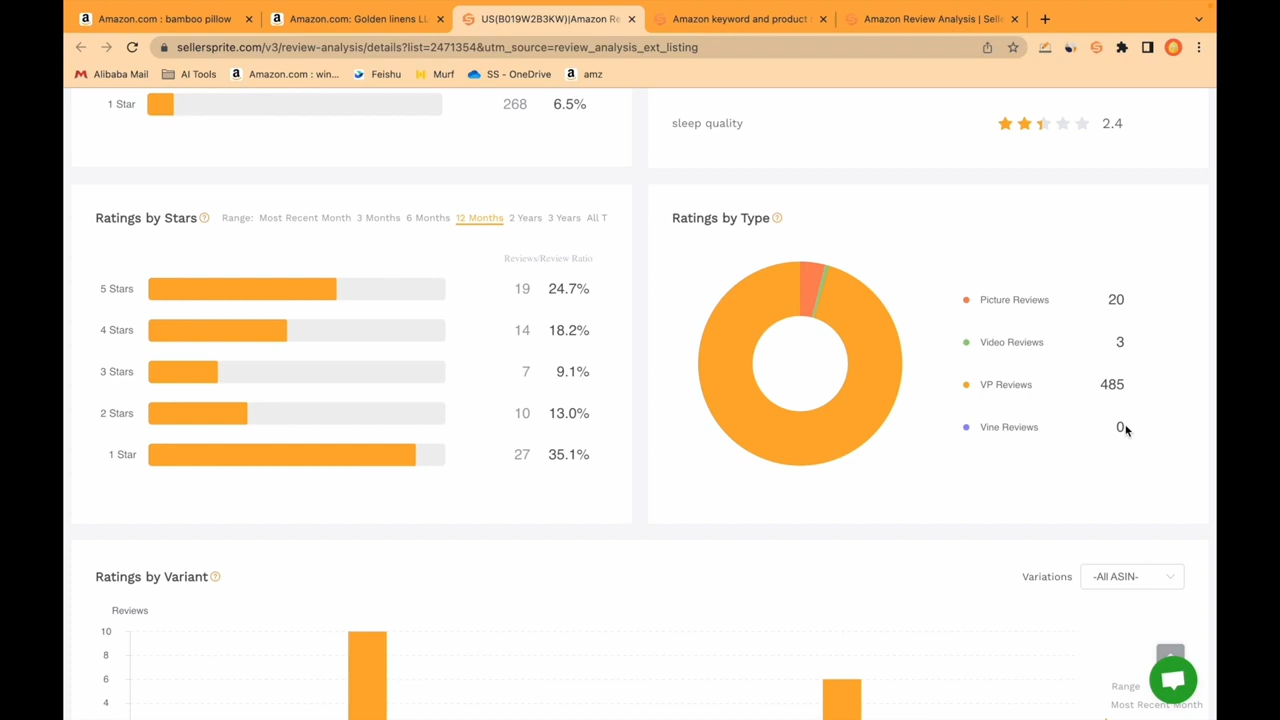 Amazon.com : bamboo pillow
Amazon.com: Golden linens LL
US(B019W2B3KW)|Amazon Re
Amazon keyword and product
Amazon Review Analysis | Selle
sellersprite.com/v3/review-analysis/details?list=2471354&utm_source=review_analysis_ext_listing
Alibaba Mail
AI Tools
Amazon.com : win...
Feishu
Murf
SS - OneDrive
amz
1 Star 268 6.5%
sleep quality 2.4
Ratings by Stars Range: Most Recent Month 3 Months 6 Months 12 Months 2 Years 3 Years All T
Reviews/Review Ratio
5 Stars 19 24.7%
4 Stars 14 18.2%
3 Stars 7 9.1%
2 Stars 10 13.0%
1 Star 27 35.1%
Ratings by Type
Picture Reviews 20
Video Reviews 3
VP Reviews 485
Vine Reviews 0
Ratings by Variant
Variations -All ASIN-
Reviews
10
8
6
4
Range
Most Recent Month